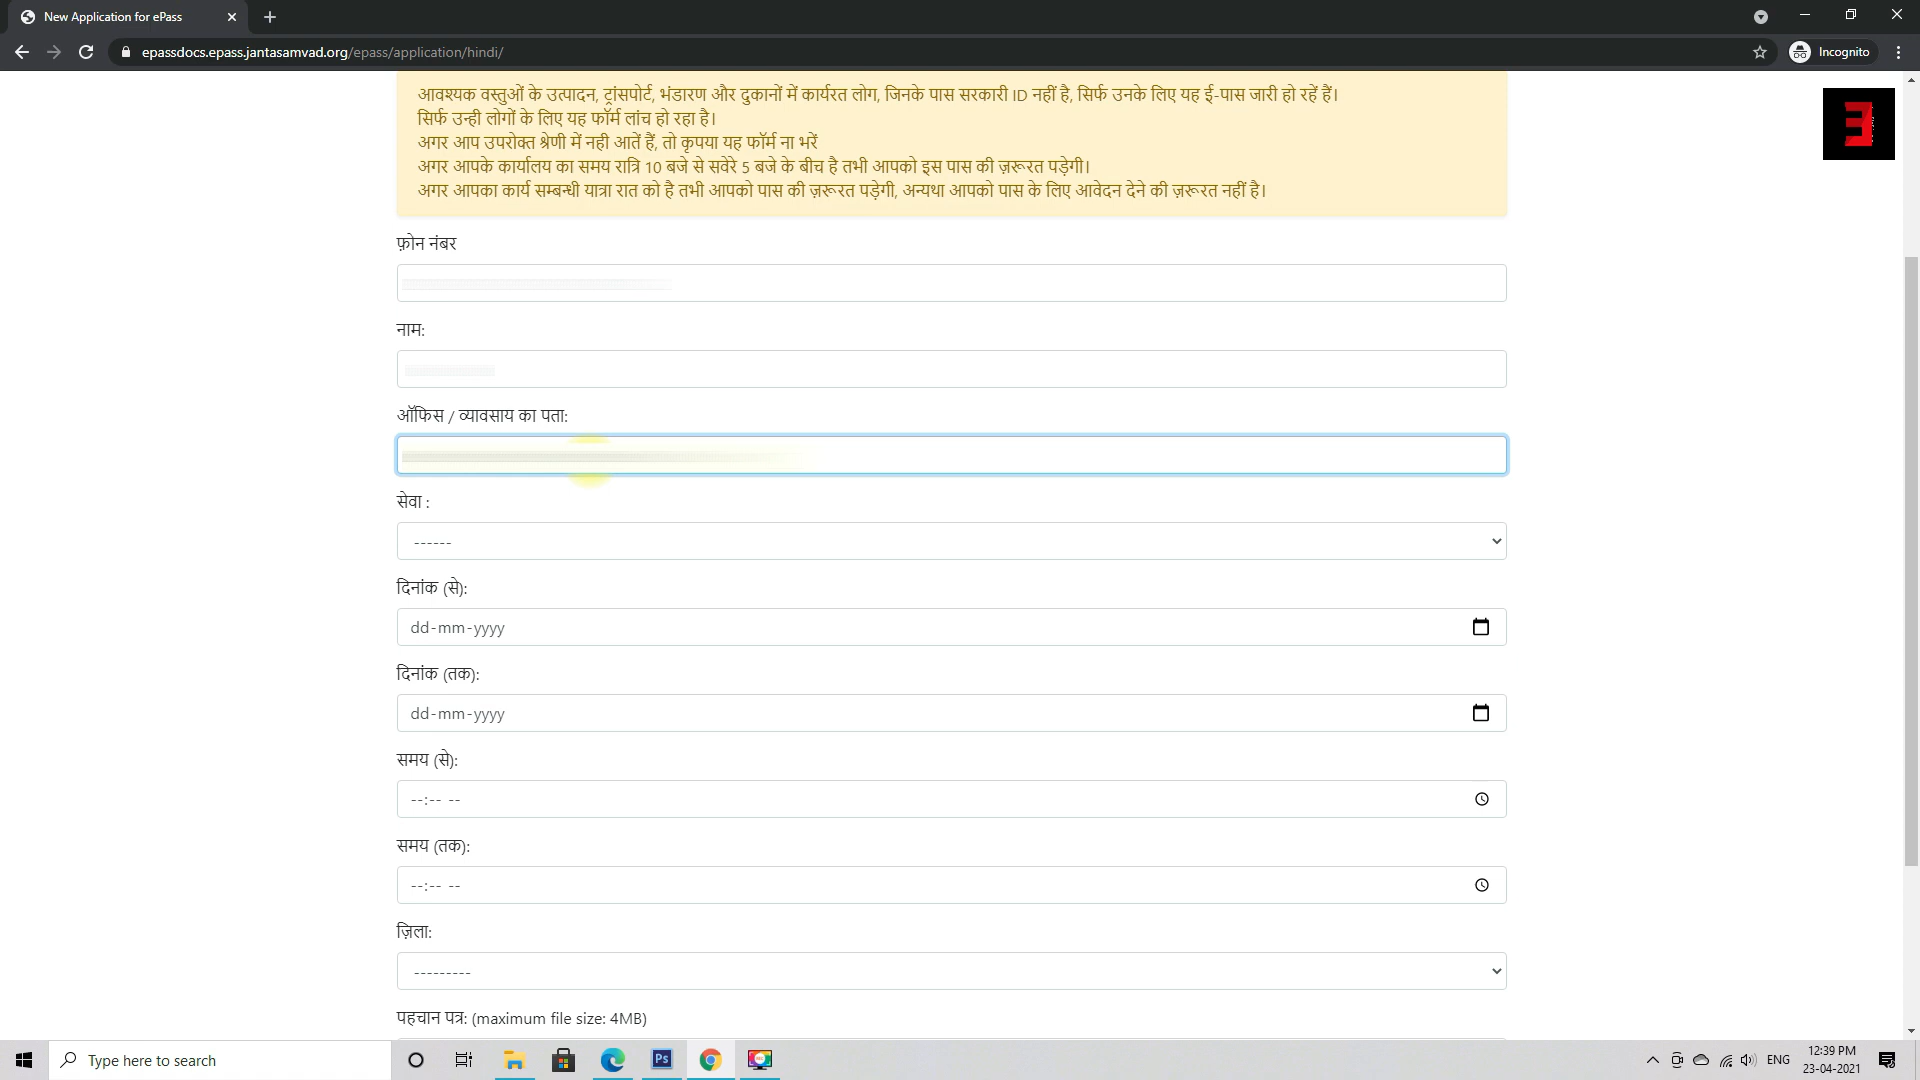 New Application for ePass
epassdocs.epass.jantasamvad.org/epass/application/hindi/
Incognito
आवश्यक वस्तुओं के उत्पादन, ट्रांसपोर्ट, भंडारण और दुकानों में कार्यरत लोग, जिनके पास सरकारी ID नहीं है, सिर्फ उनके लिए यह ई-पास जारी हो रहें हैं।
सिर्फ उन्ही लोगों के लिए यह फॉर्म लांच हो रहा है।
अगर आप उपरोक्त श्रेणी में नही आतें हैं, तो कृपया यह फॉर्म ना भरें
अगर आपके कार्यालय का समय रात्रि 10 बजे से सवेरे 5 बजे के बीच है तभी आपको इस पास की ज़रूरत पड़ेगी।
अगर आपका कार्य सम्बन्धी यात्रा रात को है तभी आपको पास की ज़रूरत पड़ेगी, अन्यथा आपको पास के लिए आवेदन देने की ज़रूरत नहीं है।
फ़ोन नंबर
नाम:
ऑफिस / व्यावसाय का पता:
सेवा :
------
दिनांक (से):
dd-mm-yyyy
दिनांक (तक):
dd-mm-yyyy
समय (से):
--:-- --
समय (तक):
--:-- --
ज़िला:
---------
पहचान पत्र: (maximum file size: 4MB)
Type here to search
Ps
ENG
12:39 PM
23-04-2021